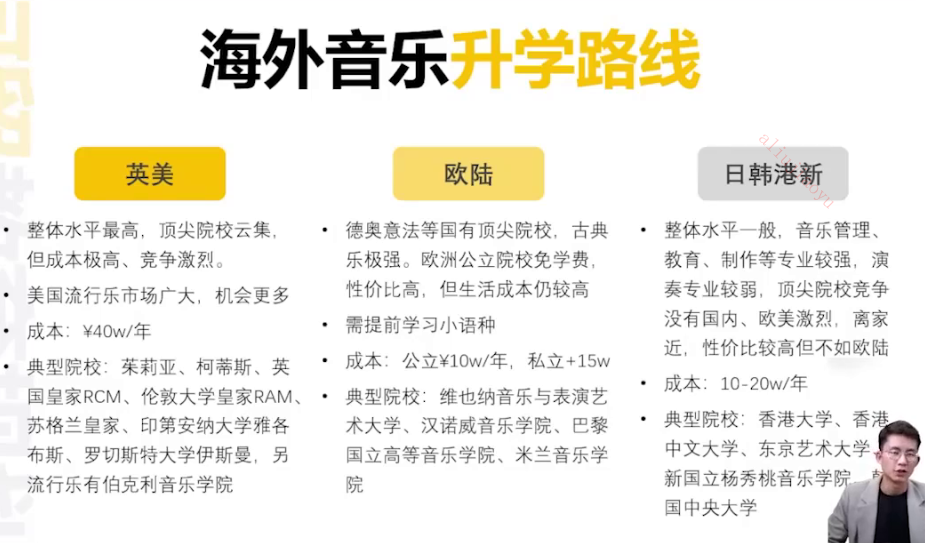 海外音乐升学路线
英美
• 整体水平最高，顶尖院校云集，
但成本极高、竞争激烈。
• 美国流行乐市场广大，机会更多
• 成本：¥40w/年
• 典型院校：茱莉亚、柯蒂斯、英
国皇家RCM、伦敦大学皇家RAM、
苏格兰皇家、印第安纳大学雅各
布斯、罗切斯特大学伊斯曼，另
流行乐有伯克利音乐学院
欧陆
• 德奥意法等国有顶尖院校，古典
乐极强。欧洲公立院校免学费，
性价比高，但生活成本仍较高
• 需提前学习小语种
• 成本：公立¥10w/年，私立+15w
• 典型院校：维也纳音乐与表演艺
术大学、汉诺威音乐学院、巴黎
国立高等音乐学院、米兰音乐学
院
日韩港新
• 整体水平一般，音乐管理、
教育、制作等专业较强，演
奏专业较弱，顶尖院校竞争
没有国内、欧美激烈，离家
近，性价比较高但不如欧陆
• 成本：10-20w/年
• 典型院校：香港大学、香港
中文大学、东京艺术大学、
新国立杨秀桃音乐学院、
国中央大学